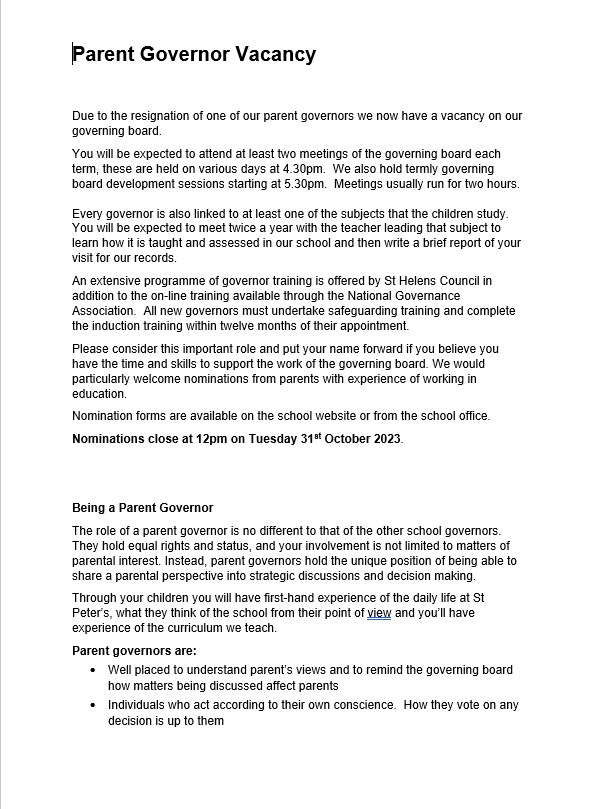 Parent Governor Vacancy
Due to the resignation of one of our parent governors we now have a vacancy on our
governing board.
You will be expected to attend at least two meetings of the governing board each
term, these are held on various days at 4.30pm.  We also hold termly governing
board development sessions starting at 5.30pm.  Meetings usually run for two hours.
Every governor is also linked to at least one of the subjects that the children study.
You will be expected to meet twice a year with the teacher leading that subject to
learn how it is taught and assessed in our school and then write a brief report of your
visit for our records.
An extensive programme of governor training is offered by St Helens Council in
addition to the on-line training available through the National Governance
Association.  All new governors must undertake safeguarding training and complete
the induction training within twelve months of their appointment.
Please consider this important role and put your name forward if you believe you
have the time and skills to support the work of the governing board. We would
particularly welcome nominations from parents with experience of working in
education.
Nomination forms are available on the school website or from the school office.
Nominations close at 12pm on Tuesday 31st October 2023.
Being a Parent Governor
The role of a parent governor is no different to that of the other school governors.
They hold equal rights and status, and your involvement is not limited to matters of
parental interest. Instead, parent governors hold the unique position of being able to
share a parental perspective into strategic discussions and decision making.
Through your children you will have first-hand experience of the daily life at St
Peter's, what they think of the school from their point of view and you'll have
experience of the curriculum we teach.
Parent governors are:
• Well placed to understand parent's views and to remind the governing board
how matters being discussed affect parents
• Individuals who act according to their own conscience.  How they vote on any
decision is up to them